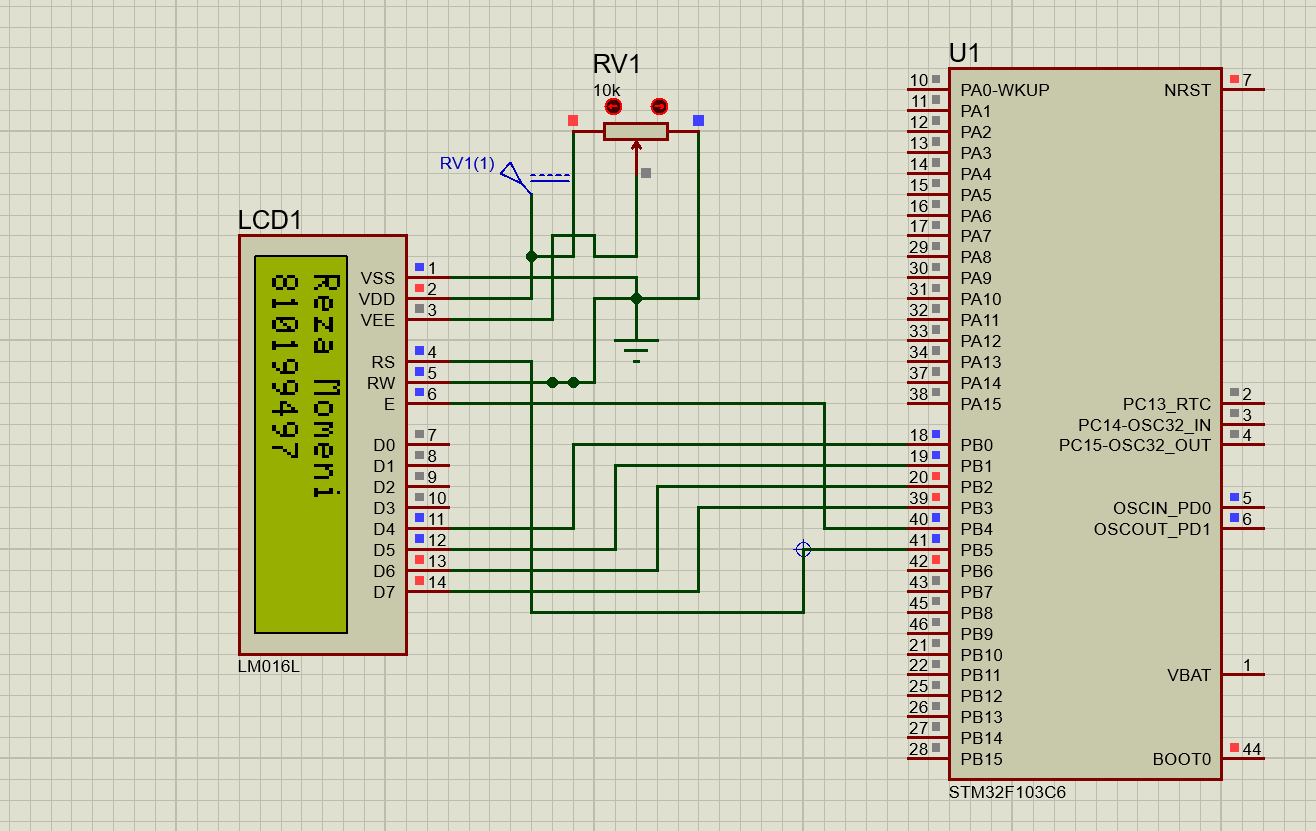 RV1
10k
RV1(1)
LCD1
Reza Momeni
810199497
VSS 1
VDD 2
VEE 3
RS 4
RW 5
E 6
D0 7
D1 8
D2 9
D3 10
D4 11
D5 12
D6 13
D7 14
LM016L
U1
10 PA0-WKUP
11 PA1
12 PA2
13 PA3
14 PA4
15 PA5
16 PA6
17 PA7
29 PA8
30 PA9
31 PA10
32 PA11
33 PA12
34 PA13
37 PA14
38 PA15
18 PB0
19 PB1
20 PB2
39 PB3
40 PB4
41 PB5
42 PB6
43 PB7
45 PB8
46 PB9
21 PB10
22 PB11
25 PB12
26 PB13
27 PB14
28 PB15
NRST 7
PC13_RTC 2
PC14-OSC32_IN 3
PC15-OSC32_OUT 4
OSCIN_PD0 5
OSCOUT_PD1 6
VBAT 1
BOOT0 44
STM32F103C6